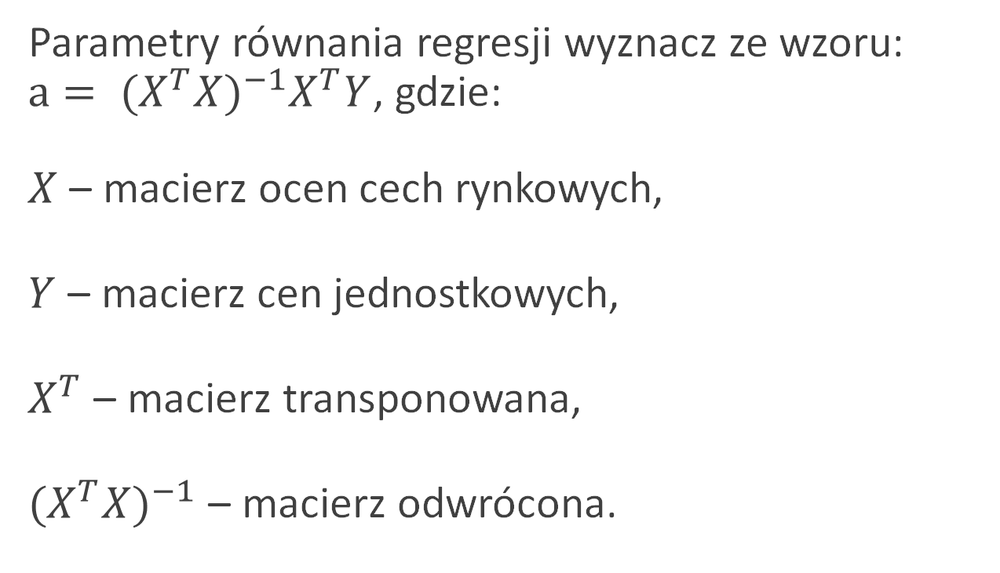 Parametry równania regresji wyznacz ze wzoru:
a = (X^T X)^{-1} X^T Y, gdzie:
X – macierz ocen cech rynkowych,
Y – macierz cen jednostkowych,
X^T – macierz transponowana,
(X^T X)^{-1} – macierz odwrócona.